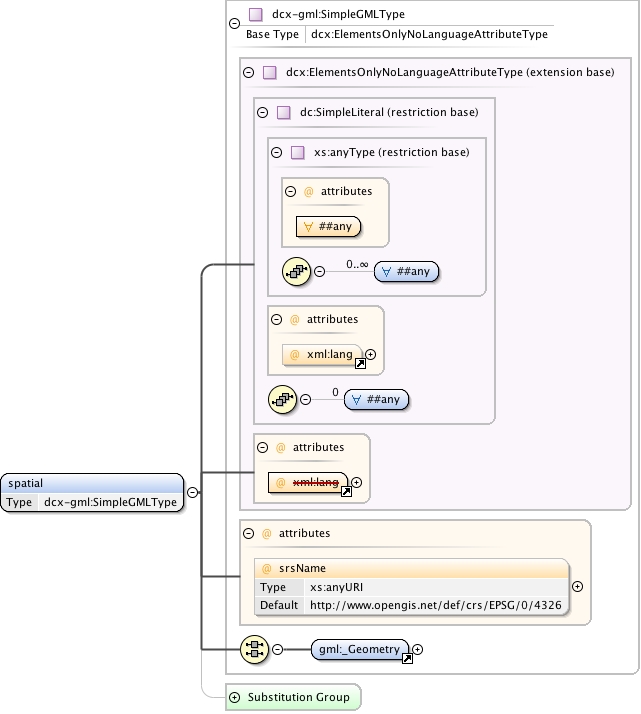 dcx-gml:SimpleGMLType
Base Type dcx:ElementsOnlyNoLanguageAttributeType
dcx:ElementsOnlyNoLanguageAttributeType (extension base)
dc:SimpleLiteral (restriction base)
xs:anyType (restriction base)
@ attributes
∀ ##any
0..∞ ∀ ##any
@ attributes
@ xml:lang
0 ∀ ##any
@ attributes
@ xml:lang
spatial
Type dcx-gml:SimpleGMLType
@ attributes
@ srsName
Type xs:anyURI
Default http://www.opengis.net/def/crs/EPSG/0/4326
gml:_Geometry
Substitution Group